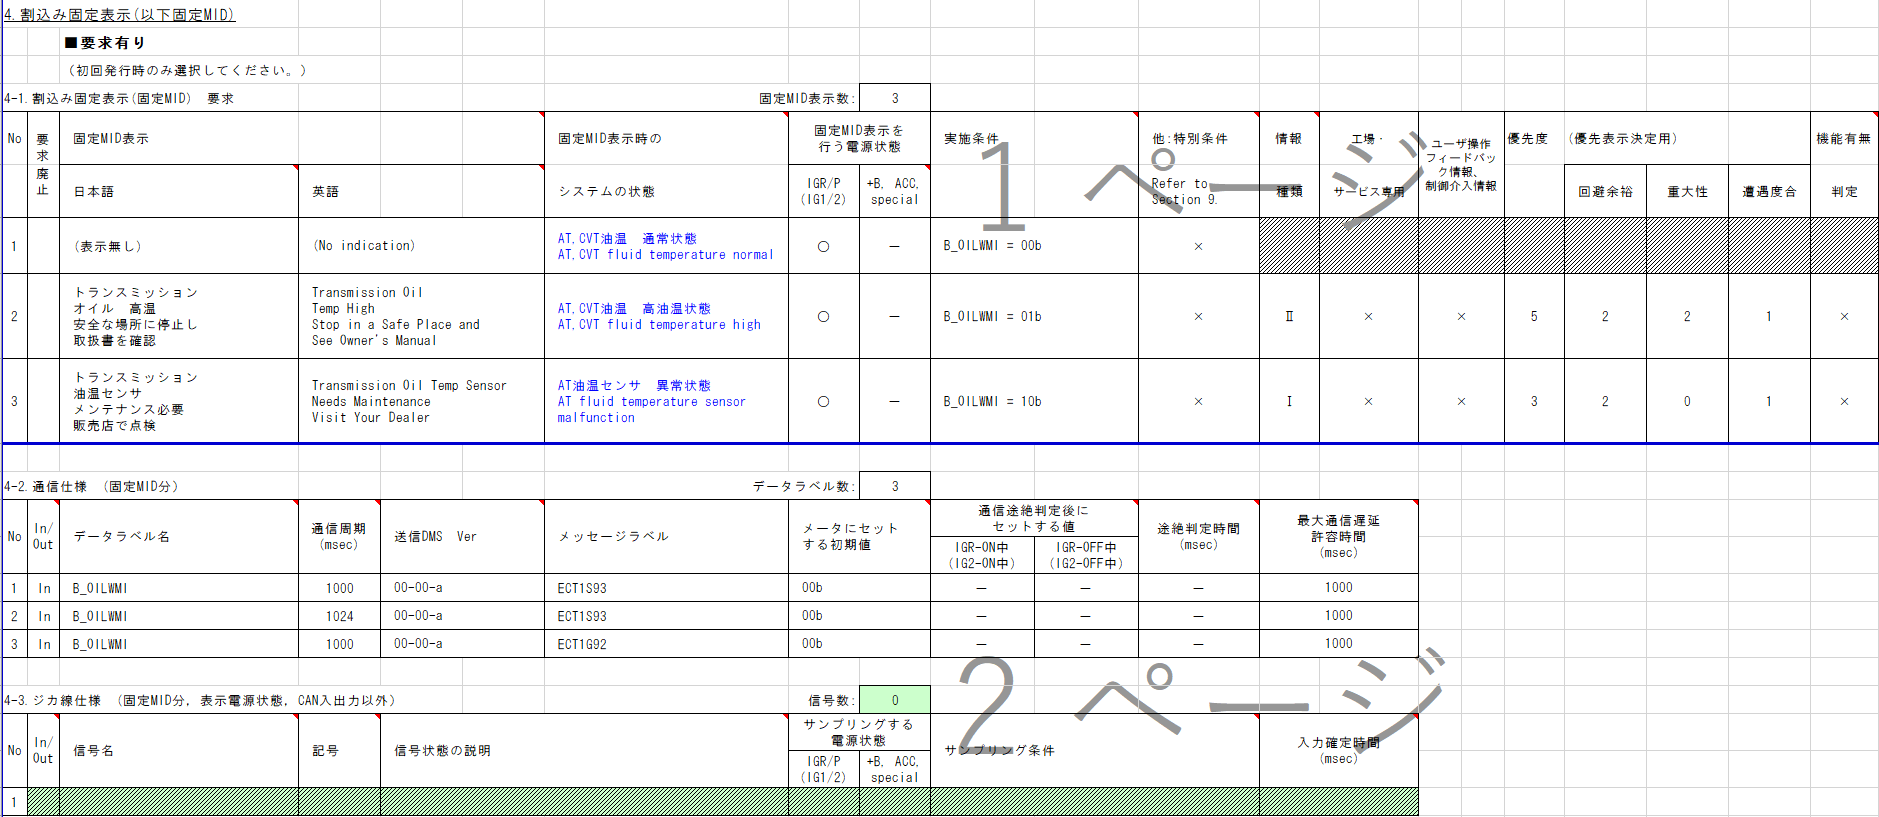 4.割込み固定表示(以下固定MID)
■要求有り
（初回発行時のみ選択してください。）
4-1.割込み固定表示(固定MID)　要求
固定MID表示数:
3
No
要求廃止
固定MID表示
固定MID表示時の
固定MID表示を
行う電源状態
実施条件
他:特別条件
情報
工場・
ユーザ操作
フィードバッ
ク情報、
制御介入情報
優先度
（優先表示決定用）
機能有無
日本語
英語
システムの状態
IGR/P
(IG1/2)
+B, ACC,
special
Refer to
Section 9.
種類
サービス専用
回避余裕
重大性
遭遇度合
判定
1
(表示無し)
(No indication)
AT,CVT油温　通常状態
AT,CVT fluid temperature normal
○
－
B_OILWMI = 00b
×
2
トランスミッション
オイル　高温
安全な場所に停止し
取扱書を確認
Transmission Oil
Temp High
Stop in a Safe Place and
See Owner's Manual
AT,CVT油温　高油温状態
AT,CVT fluid temperature high
○
－
B_OILWMI = 01b
×
Ⅱ
×
×
5
2
2
1
×
3
トランスミッション
油温センサ
メンテナンス必要
販売店で点検
Transmission Oil Temp Sensor
Needs Maintenance
Visit Your Dealer
AT油温センサ　異常状態
AT fluid temperature sensor
malfunction
○
－
B_OILWMI = 10b
×
Ⅰ
×
×
3
2
0
1
×
1 ページ
4-2.通信仕様　(固定MID分)
データラベル数:
3
No
In/
Out
データラベル名
通信周期
(msec)
送信DMS　Ver
メッセージラベル
メータにセット
する初期値
通信途絶判定後に
セットする値
IGR-ON中
(IG2-ON中)
IGR-OFF中
(IG2-OFF中)
途絶判定時間
(msec)
最大通信遅延
許容時間
(msec)
1 In B_OILWMI 1000 00-00-a ECT1S93 00b － － － 1000
2 In B_OILWMI 1024 00-00-a ECT1S93 00b － － － 1000
3 In B_OILWMI 1000 00-00-a ECT1G92 00b － － － 1000
2 ページ
4-3.ジカ線仕様　(固定MID分, 表示電源状態, CAN入出力以外)
信号数:
0
No
In/
Out
信号名
記号
信号状態の説明
サンプリングする
電源状態
IGR/P
(IG1/2)
+B, ACC,
special
サンプリング条件
入力確定時間
(msec)
1